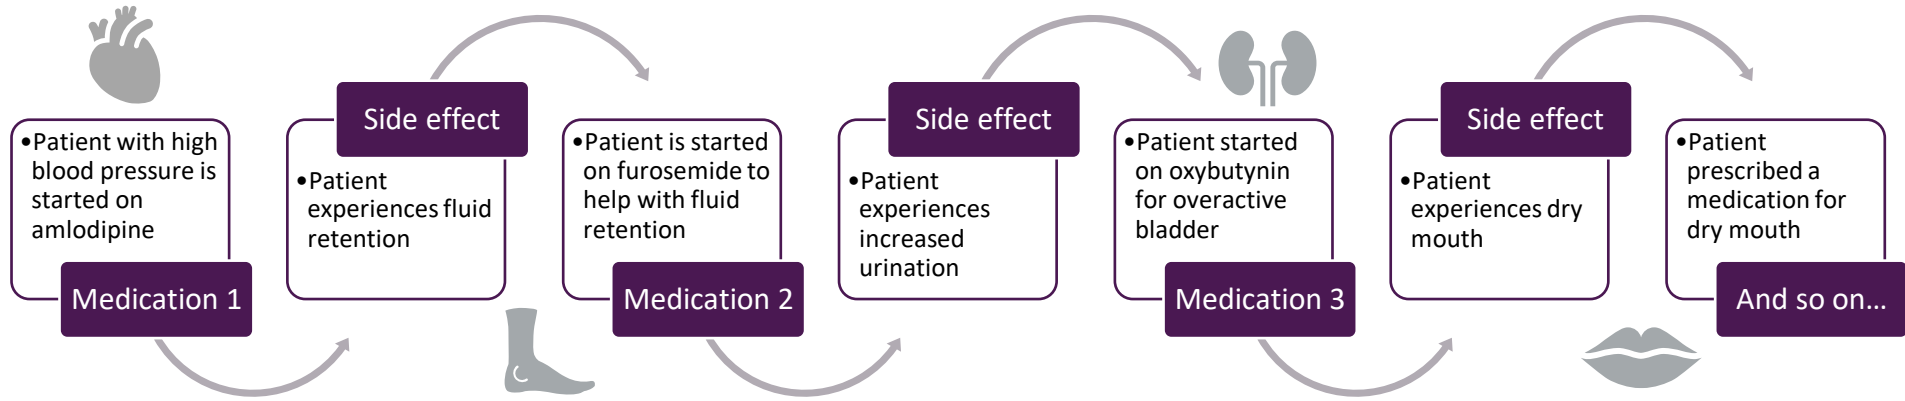 •Patient with high
blood pressure is
started on
amlodipine
Medication 1
Side effect
•Patient
experiences fluid
retention
•Patient is started
on furosemide to
help with fluid
retention
Medication 2
Side effect
•Patient
experiences
increased
urination
•Patient started
on oxybutynin
for overactive
bladder
Medication 3
Side effect
•Patient
experiences dry
mouth
•Patient
prescribed a
medication for
dry mouth
And so on…